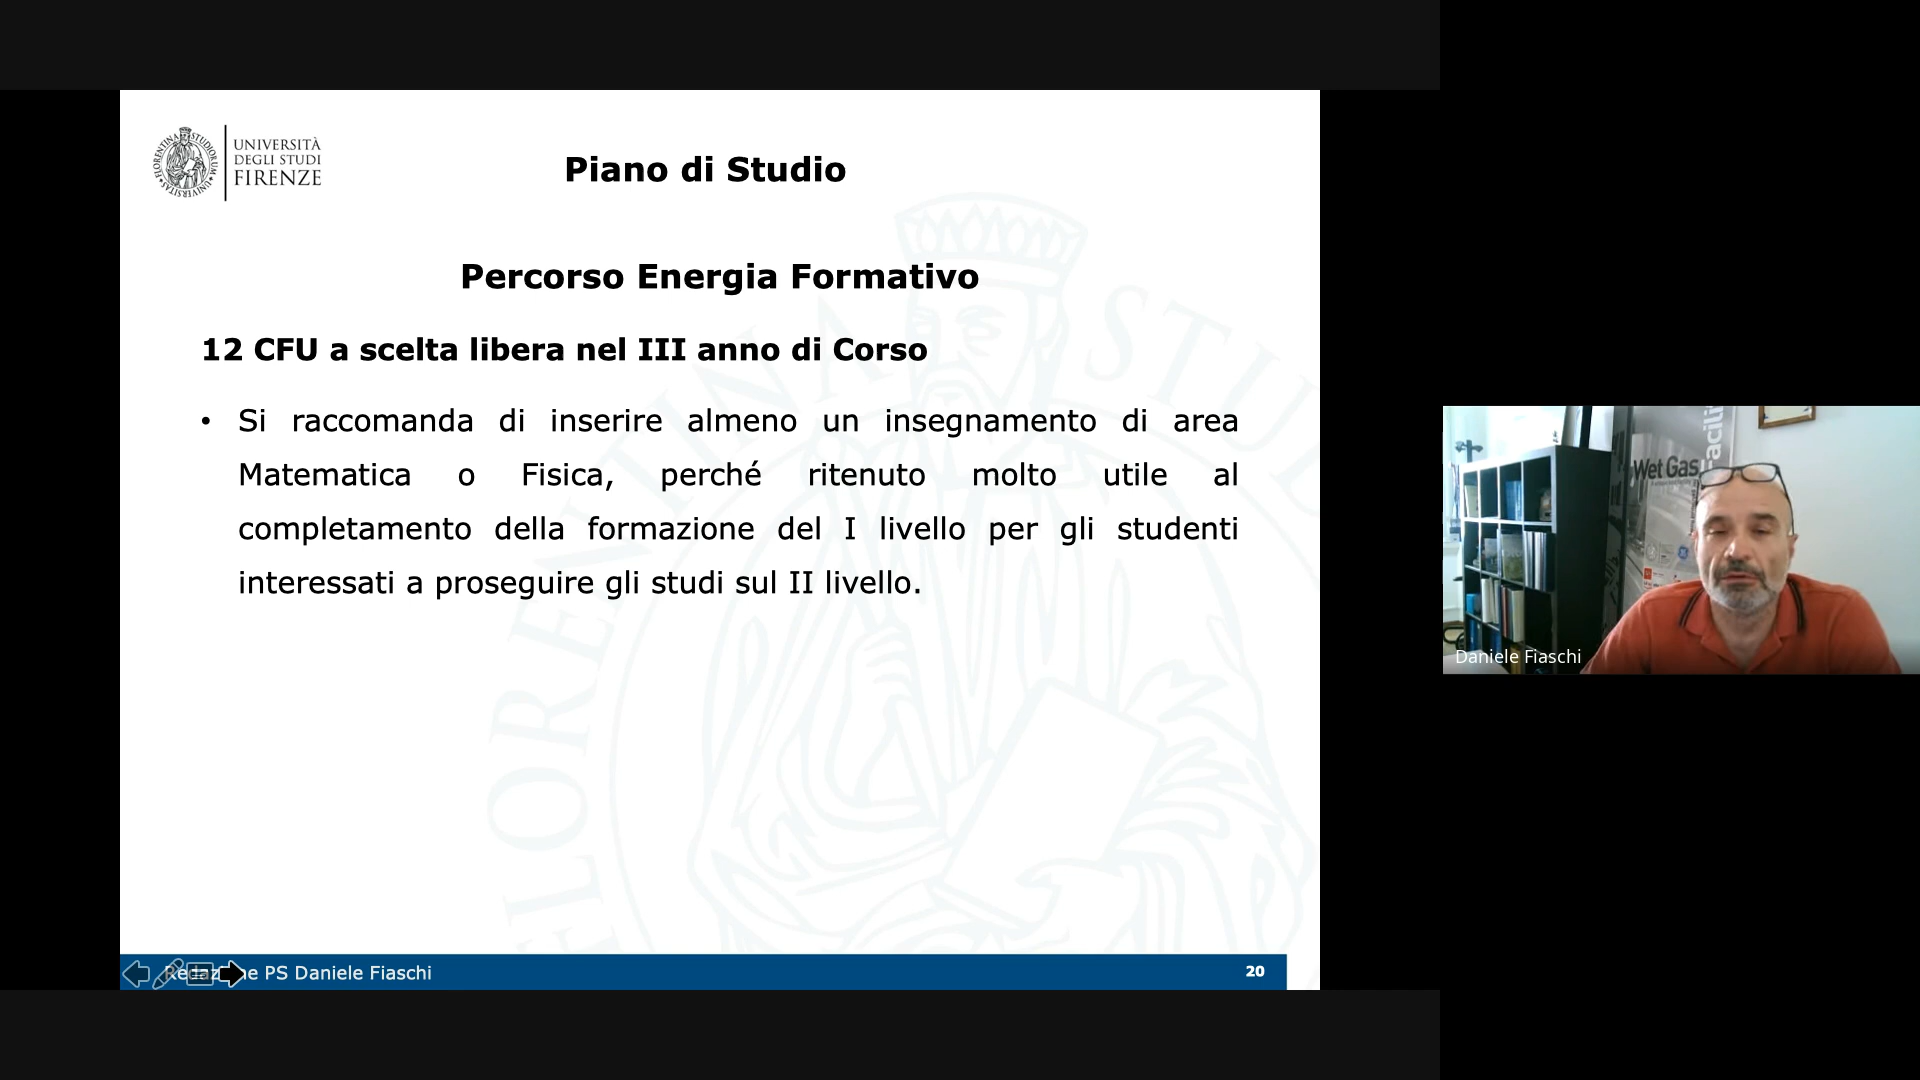 UNIVERSITÀ
DEGLI STUDI
FIRENZE
Piano di Studio
Percorso Energia Formativo
12 CFU a scelta libera nel III anno di Corso
• Si raccomanda di inserire almeno un insegnamento di area
Matematica o Fisica, perché ritenuto molto utile al
completamento della formazione del I livello per gli studenti
interessati a proseguire gli studi sul II livello.
Redazione PS Daniele Fiaschi
20
Wet Gas
Facili
Daniele Fiaschi